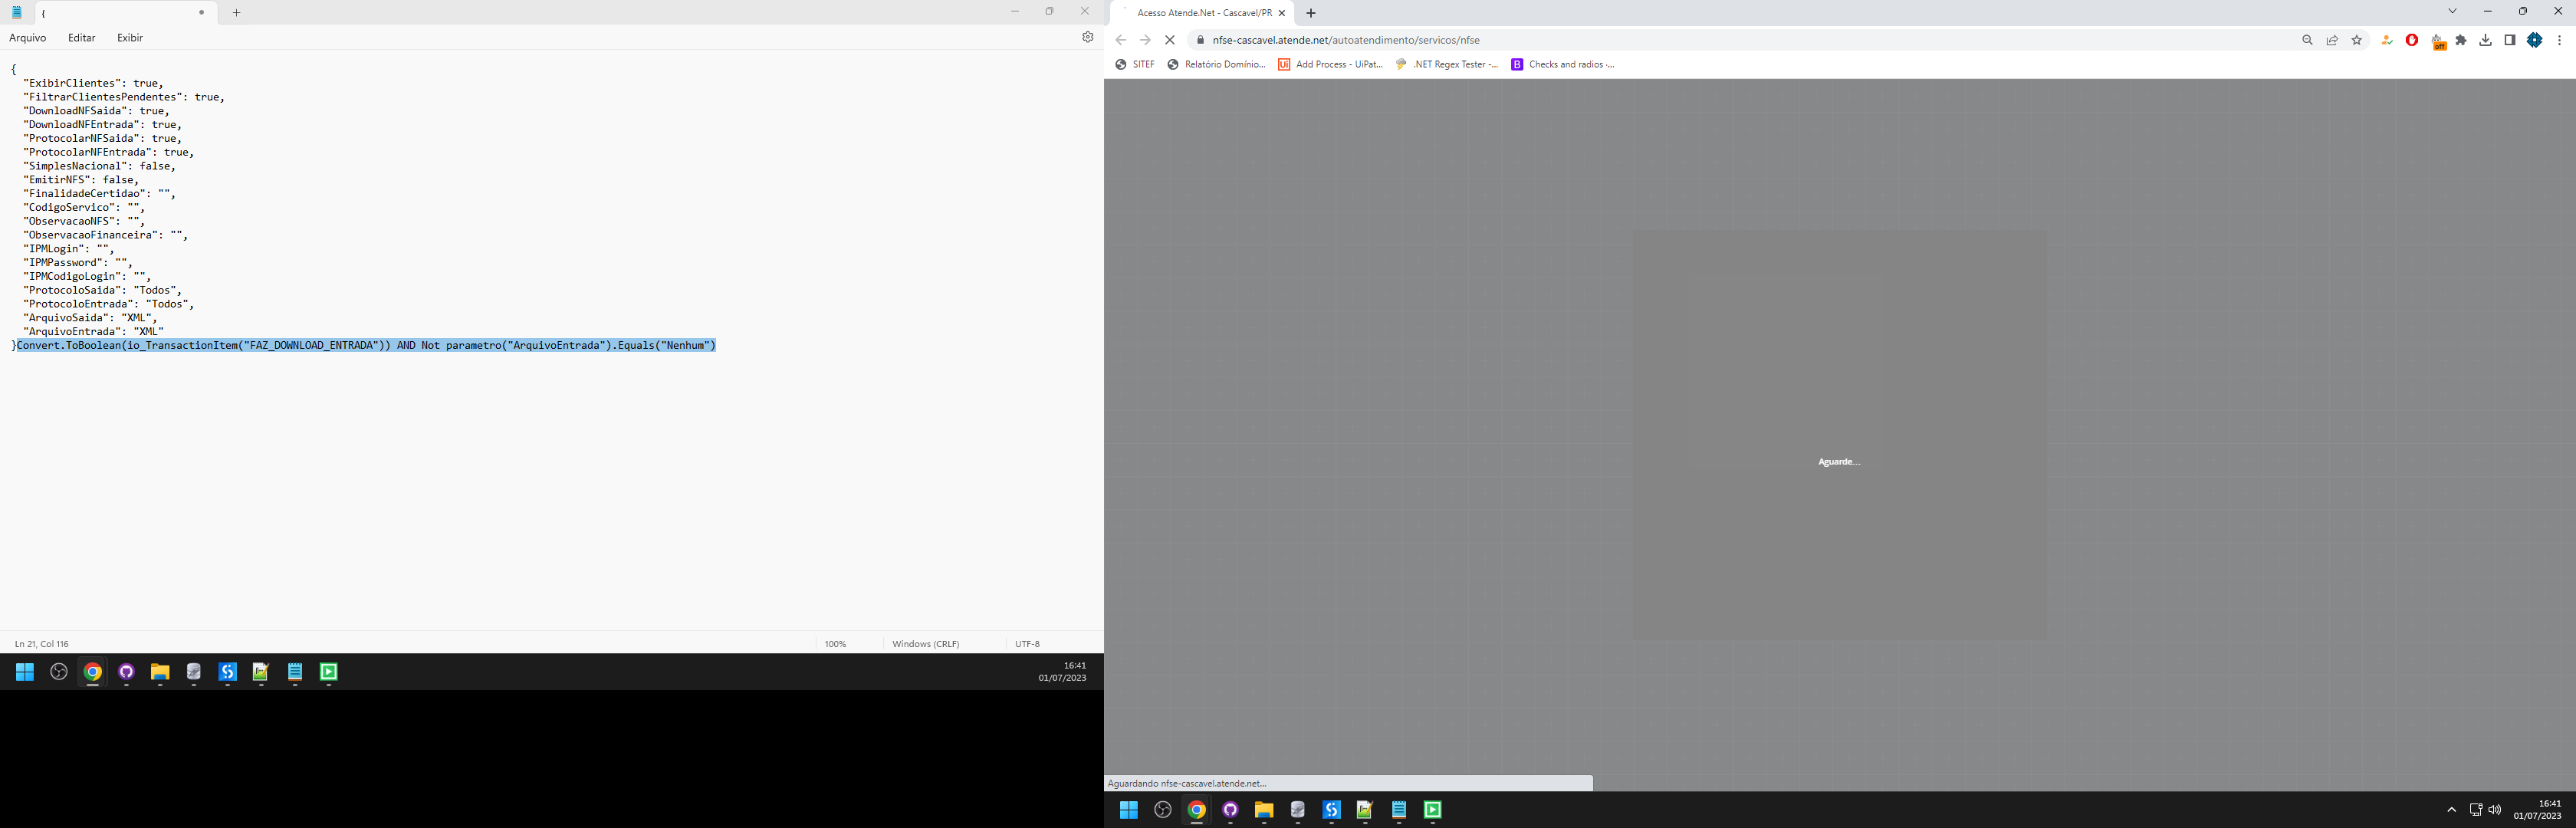 {
Arquivo Editar Exibir
{
"ExibirClientes": true,
"FiltrarClientesPendentes": true,
"DownloadNFSaida": true,
"DownloadNFEntrada": true,
"ProtocolarNFSaida": true,
"ProtocolarNFEntrada": true,
"SimplesNacional": false,
"EmitirNFS": false,
"FinalidadeCertidao": "",
"CodigoServico": "",
"ObservacaoNFS": "",
"ObservacaoFinanceira": "",
"IPMLogin": "",
"IPMPassword": "",
"IPMCodigoLogin": "",
"ProtocoloSaida": "Todos",
"ProtocoloEntrada": "Todos",
"ArquivoSaida": "XML",
"ArquivoEntrada": "XML"
}Convert.ToBoolean(io_TransactionItem("FAZ_DOWNLOAD_ENTRADA")) AND Not parametro("ArquivoEntrada").Equals("Nenhum")
Ln 21, Col 116 100% Windows (CRLF) UTF-8
16:41
01/07/2023
Acesso Atende.Net - Cascavel/PR
nfse-cascavel.atende.net/autoatendimento/servicos/nfse
off
SITEF Relatório Domínio... Ui Add Process - UiPat... .NET Regex Tester -... B Checks and radios ·...
Aguarde...
Aguardando nfse-cascavel.atende.net...
16:41
01/07/2023